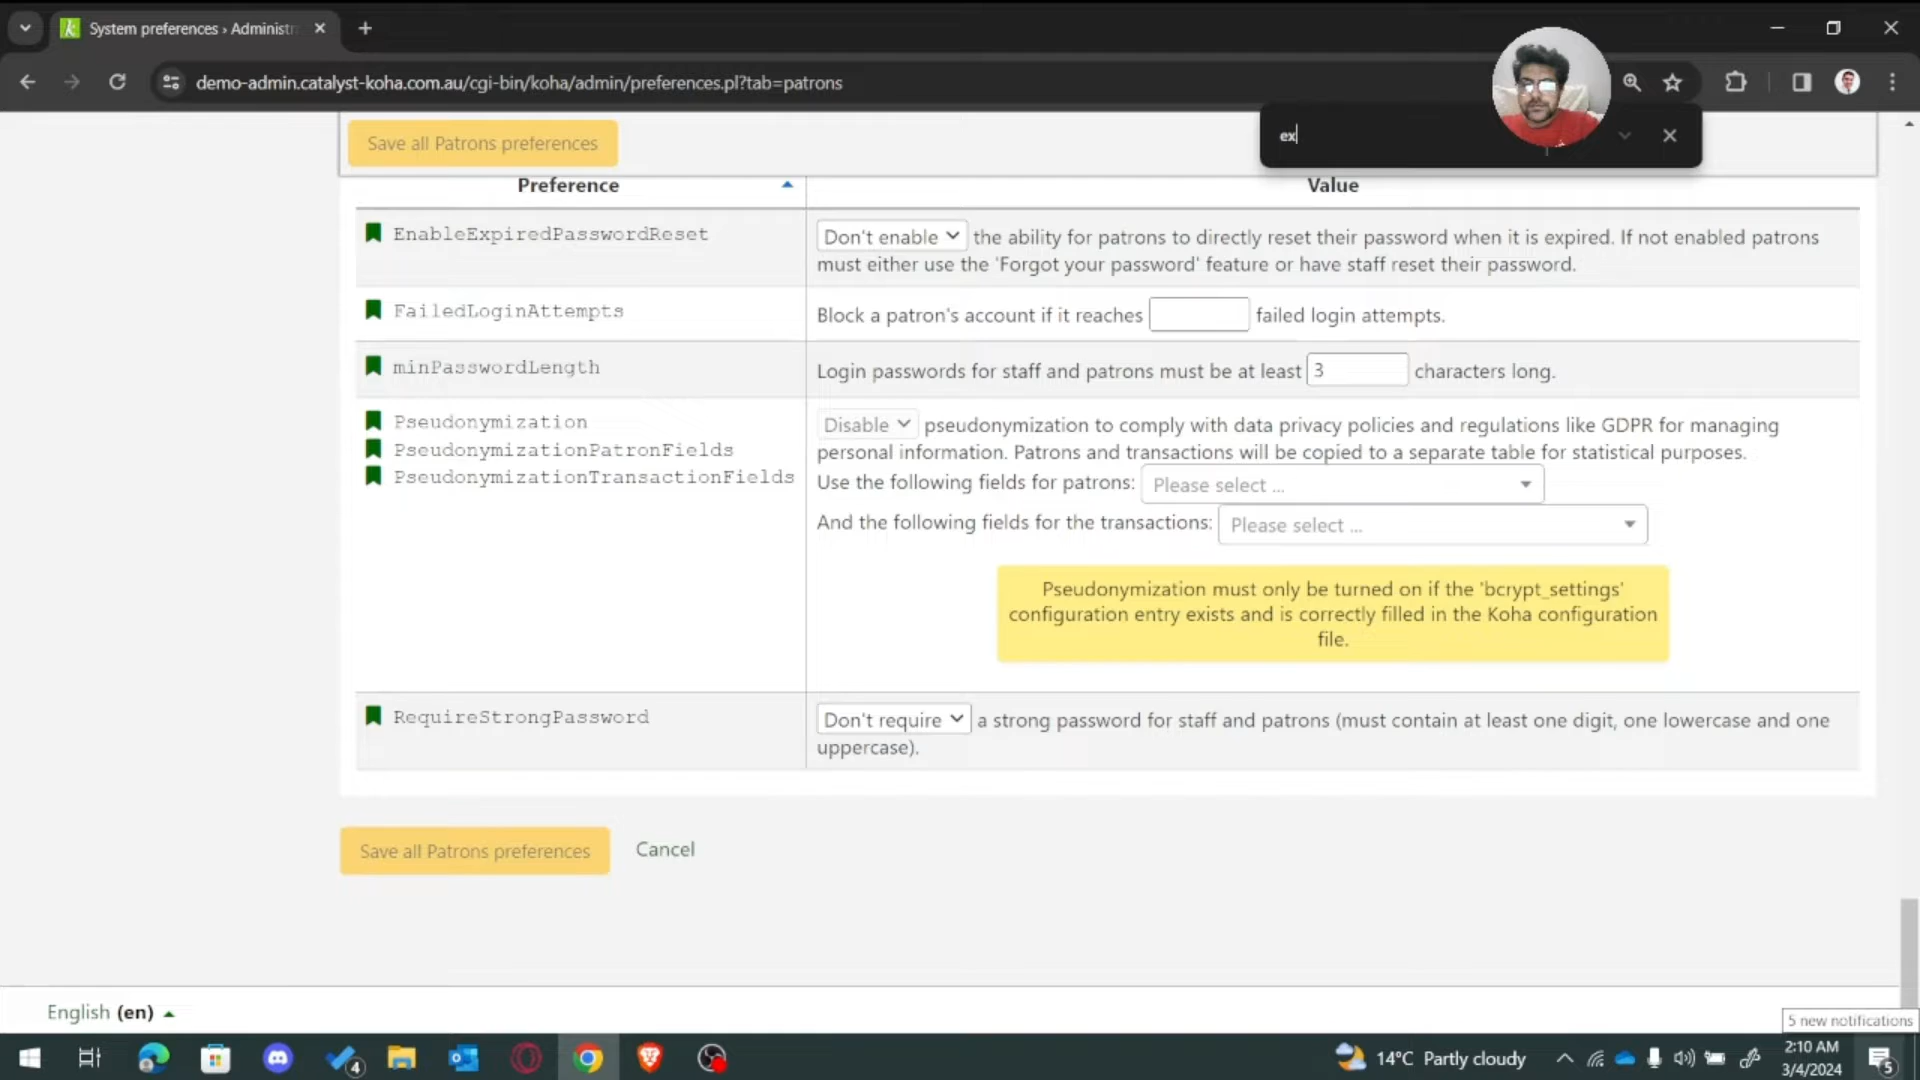 System preferences › Administr
demo-admin.catalyst-koha.com.au/cgi-bin/koha/admin/preferences.pl?tab=patrons
ex
Save all Patrons preferences
Preference
Value
EnableExpiredPasswordReset
Don't enable the ability for patrons to directly reset their password when it is expired. If not enabled patrons
must either use the 'Forgot your password' feature or have staff reset their password.
FailedLoginAttempts
Block a patron's account if it reaches failed login attempts.
minPasswordLength
Login passwords for staff and patrons must be at least 3 characters long.
Pseudonymization
PseudonymizationPatronFields
PseudonymizationTransactionFields
Disable pseudonymization to comply with data privacy policies and regulations like GDPR for managing
personal information. Patrons and transactions will be copied to a separate table for statistical purposes.
Use the following fields for patrons: Please select ...
And the following fields for the transactions: Please select ...
Pseudonymization must only be turned on if the 'bcrypt_settings'
configuration entry exists and is correctly filled in the Koha configuration
file.
RequireStrongPassword
Don't require a strong password for staff and patrons (must contain at least one digit, one lowercase and one
uppercase).
Save all Patrons preferences
Cancel
English (en)
5 new notifications
4
14°C Partly cloudy
2:10 AM
3/4/2024
5